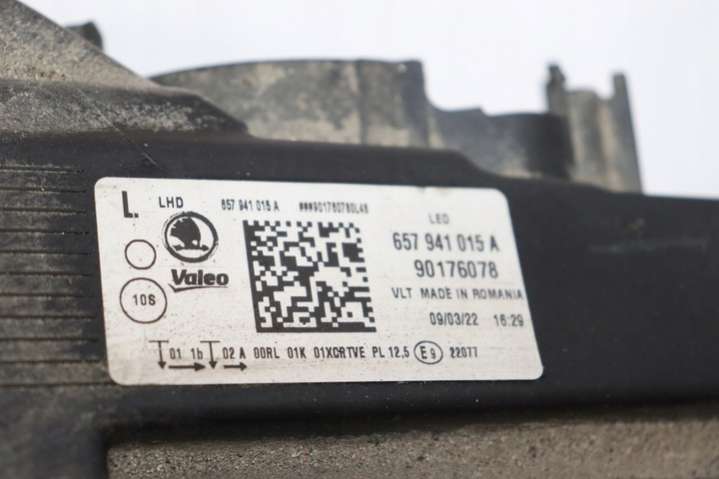 L LHD 657 941 015 A ###90176078OL48
LED
657 941 015 A
Valeo
90176078
10S
VLT MADE IN ROMANIA
09/03/22 16:29
01 1b 02 A 00RL 01K 01XCRTVE PL 12,5 E9 22077